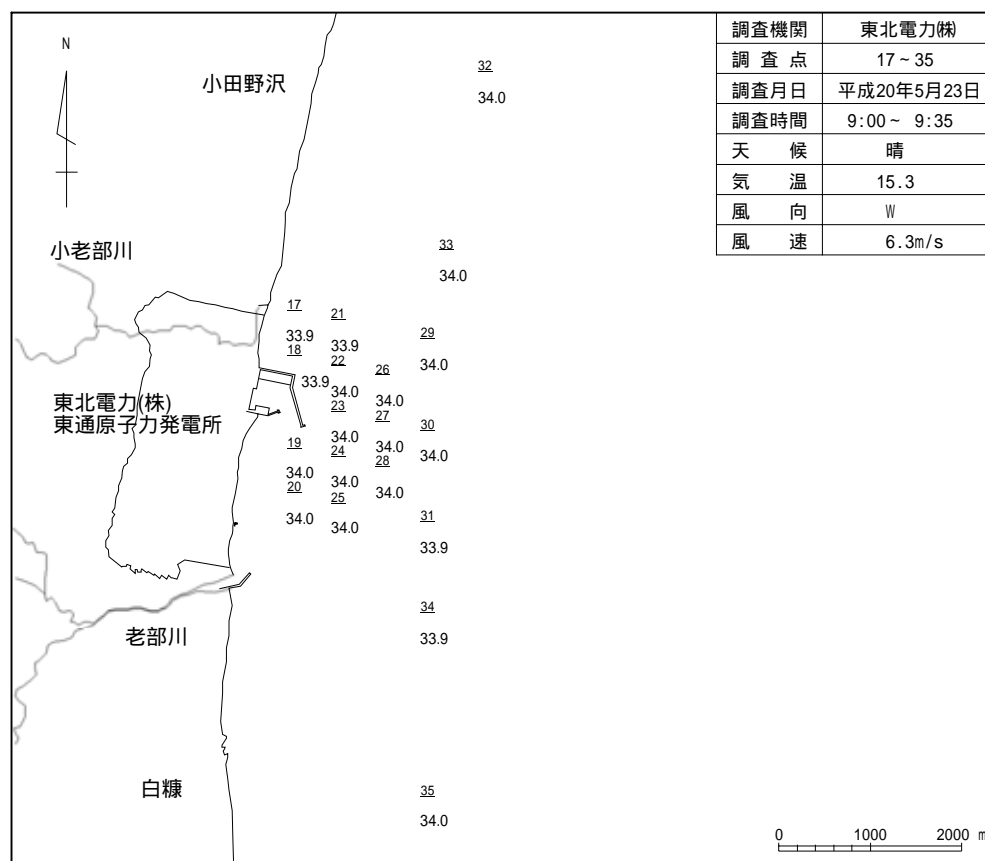 調査機関 東北電力㈱
調査点 17~35
調査月日 平成20年5月23日
調査時間 9:00~ 9:35
天候 晴
気温 15.3
風向 W
風速 6.3m/s
N
小田野沢
32
34.0
小老部川
33
34.0
17
33.9
21
33.9
29
34.0
18
33.9
22
34.0
26
34.0
東北電力(株)
東通原子力発電所
23
34.0
27
34.0
30
34.0
19
34.0
24
34.0
28
34.0
20
34.0
25
34.0
31
33.9
34
33.9
老部川
白糠
35
34.0
0 1000 2000 m